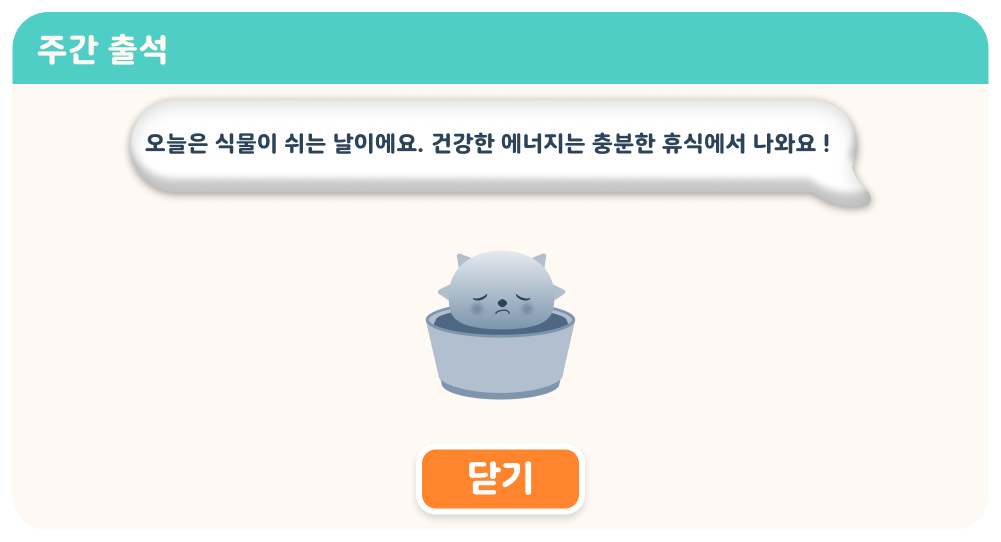 주간 출석
오늘은 식물이 쉬는 날이에요. 건강한 에너지는 충분한 휴식에서 나와요 !
닫기